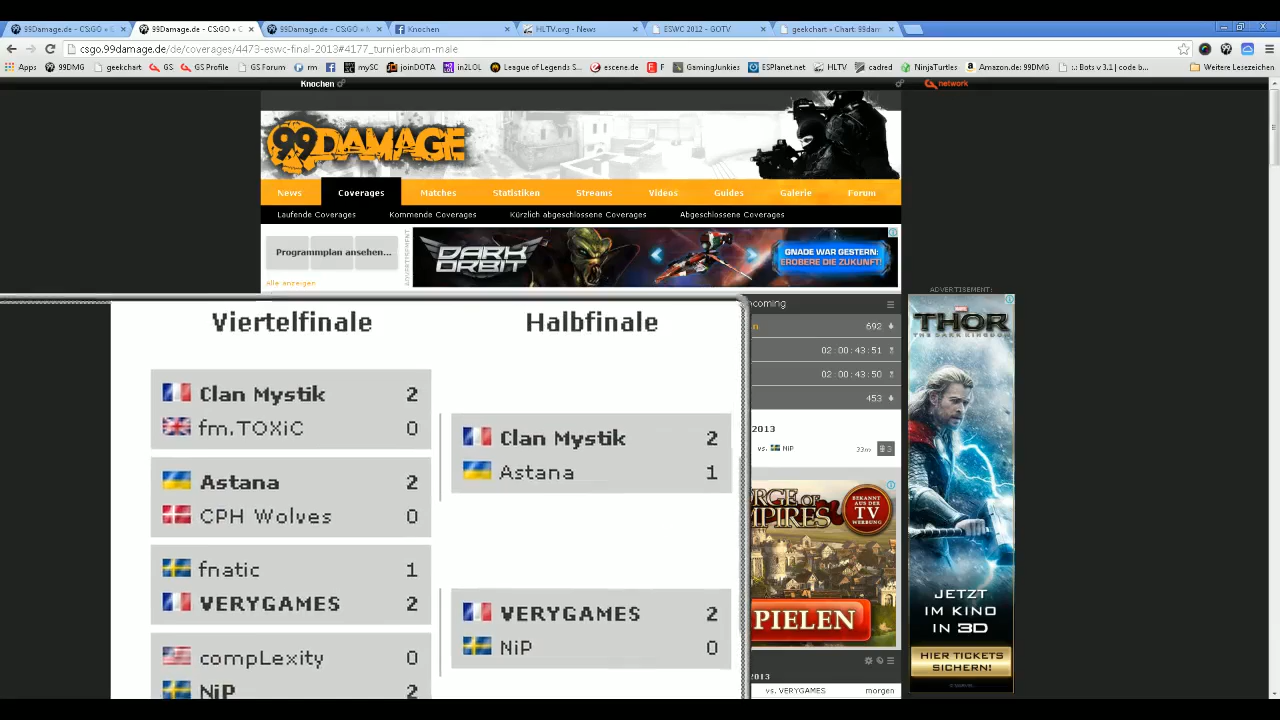 99Damage.de - CS:GO « C
99Damage.de - CS:GO « C
99Damage.de - CS:GO « M
Knochen
HLTV.org - News
ESWC 2012 - GOTV
geekchart » Chart: 99dam
csgo.99damage.de/de/coverages/4473-eswc-final-2013#4177_turnierbaum-maie
Apps
99DMG
geekchart
GS
GS Profile
GS Forum
rm
mySC
joinDOTA
in2LOL
League of Legends S
escene.de
F
GamingJunkies
ESPlanet.net
HLTV
cadred
NinjaTurtles
Amazon.de: 99DMG
::: Bots v 3.1 | code b...
Weitere Lesezeichen
Knochen
network
99DAMAGE
News
Coverages
Matches
Statistiken
Streams
Videos
Guides
Galerie
Forum
Laufende Coverages
Kommende Coverages
Kürzlich abgeschlossene Coverages
Abgeschlossene Coverages
Programmplan ansehen...
Alle anzeigen
ADVERTISEMENT:
DARK ORBIT
GNADE WAR GESTERN:
EROBERE DIE ZUKUNFT!
ADVERTISEMENT:
Viertelfinale
Halbfinale
Clan Mystik 2
fm.TOXiC 0
Astana 2
CPH Wolves 0
fnatic 1
VERYGAMES 2
compLexity 0
NiP 2
Clan Mystik 2
Astana 1
VERYGAMES 2
NiP 0
coming
692
02:00:43:51
02:00:43:50
453
2013
vs. NiP 33m 3
RGE OF
MPIRES
BEKANNT
AUS DER
TV
WERBUNG
PIELEN
2013
vs. VERYGAMES morgen
MARVEL
THOR
THE DARK KINGDOM
JETZT
IM KINO
IN 3D
HIER TICKETS
SICHERN!